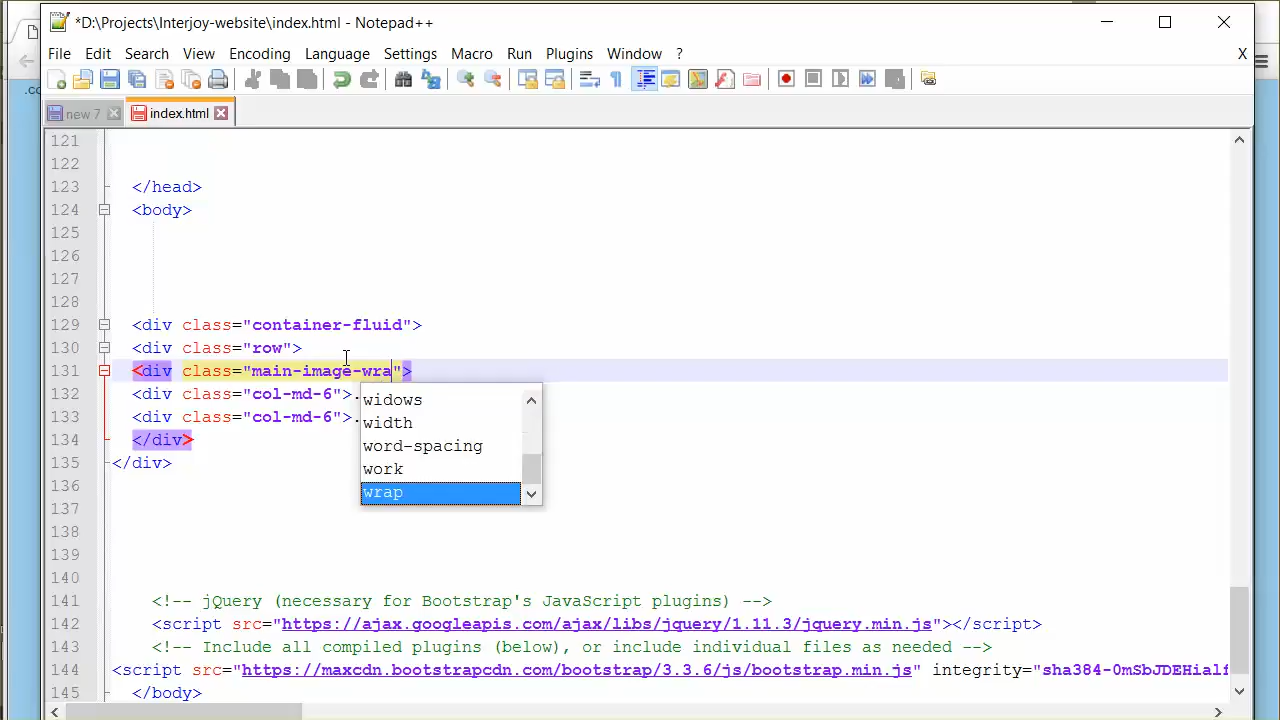 *D:\Projects\Interjoy-website\index.html - Notepad++
File Edit Search View Encoding Language Settings Macro Run Plugins Window ? X
new 7 index.html
121
122
123 </head>
124 <body>
125
126
127
128
129 <div class="container-fluid">
130 <div class="row">
131 <div class="main-image-wra">
132 <div class="col-md-6">.
133 <div class="col-md-6">.
134 </div>
135 </div>
widows
width
word-spacing
work
wrap
136
137
138
139
140
141 <!-- jQuery (necessary for Bootstrap's JavaScript plugins) -->
142 <script src="https://ajax.googleapis.com/ajax/libs/jquery/1.11.3/jquery.min.js"></script>
143 <!-- Include all compiled plugins (below), or include individual files as needed -->
144 <script src="https://maxcdn.bootstrapcdn.com/bootstrap/3.3.6/js/bootstrap.min.js" integrity="sha384-0mSbJDEHialf
145 </body>